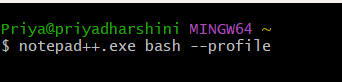 Priya@priyadharshini MINGW64 ~
$ notepad++.exe bash --profile